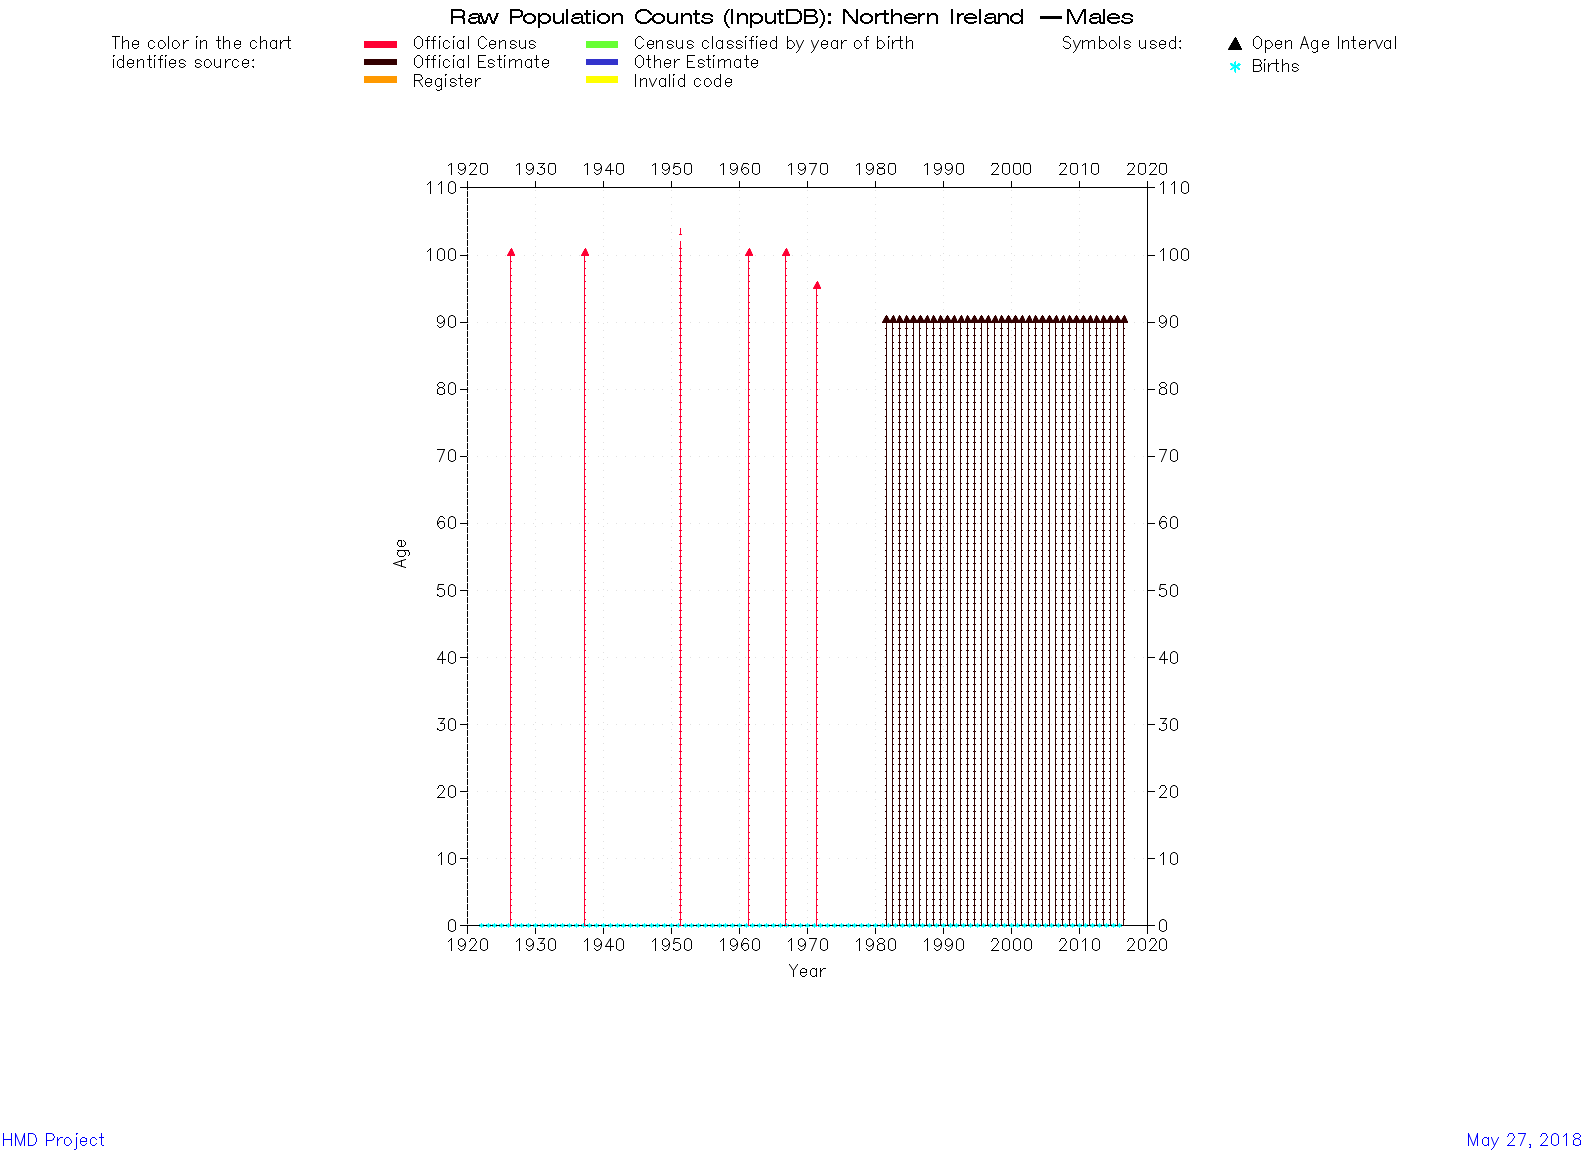 Raw Population Counts (InputDB): Northern Ireland — Males
The color in the chart
identifies source:
Official Census
Official Estimate
Register
Census classified by year of birth
Other Estimate
Invalid code
Symbols used:
Open Age Interval
Births
1920 1930 1940 1950 1960 1970 1980 1990 2000 2010 2020
110 110
100 100
90 90
80 80
70 70
60 60
Age
50 50
40 40
30 30
20 20
10 10
0 0
1920 1930 1940 1950 1960 1970 1980 1990 2000 2010 2020
Year
HMD Project
May 27, 2018